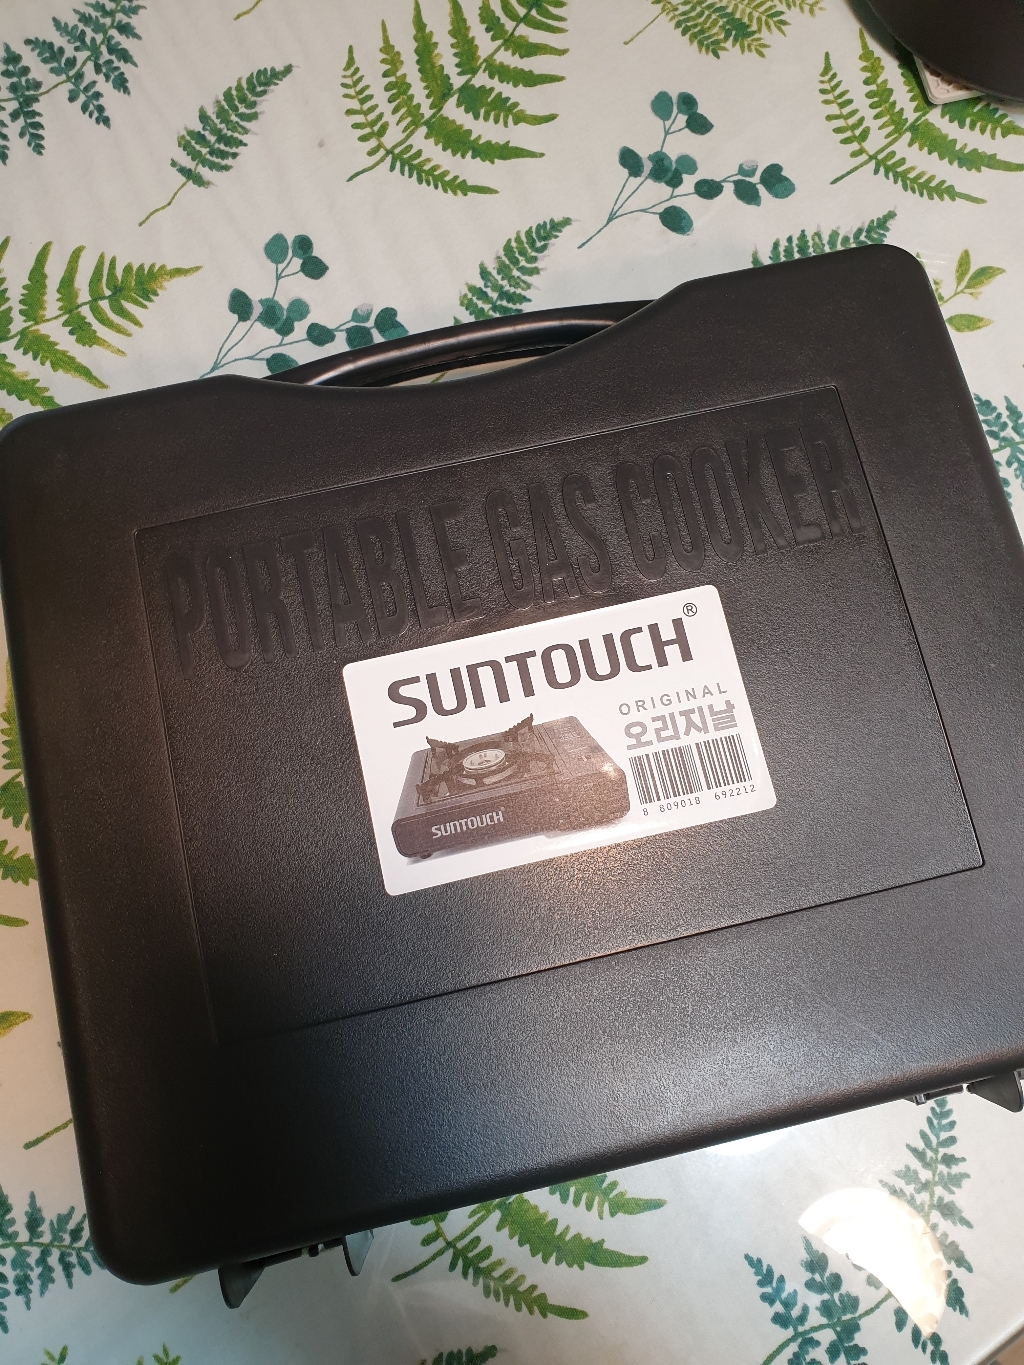 PORTABLE GAS COOKER
SUNTOUCH®
ORIGINAL
오리지날
SUNTOUCH
8 809018 692212